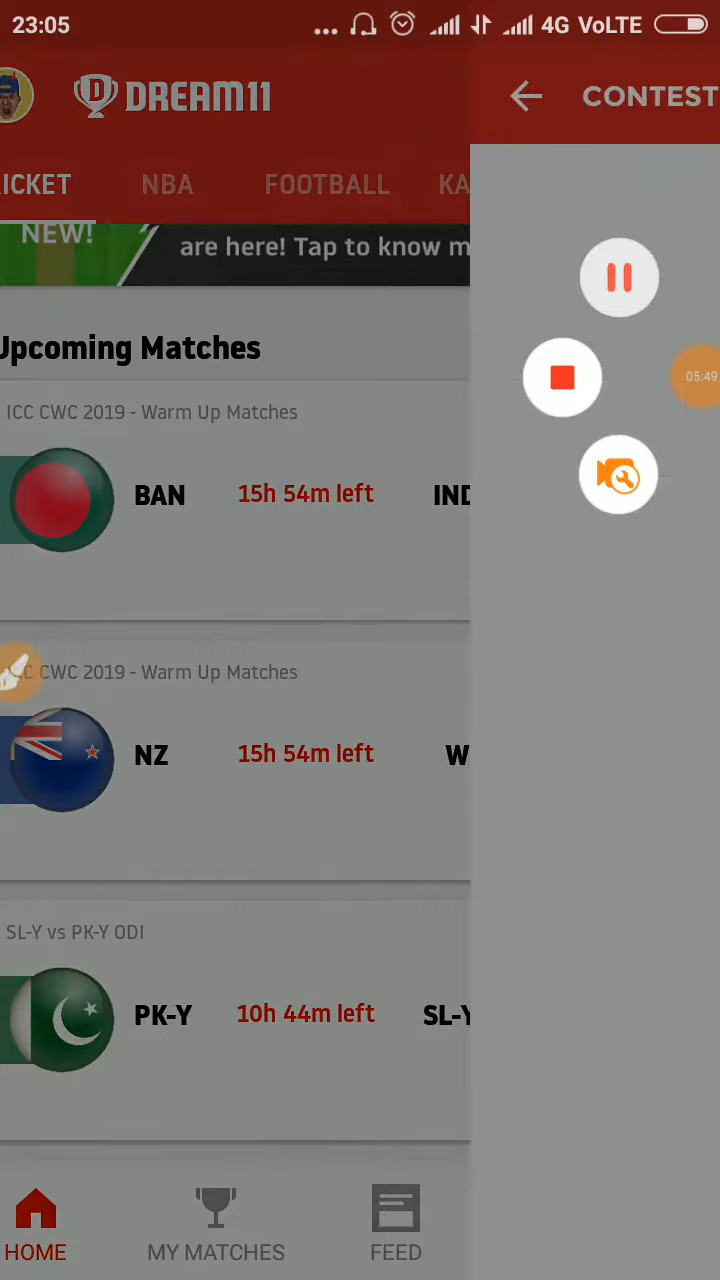 23:05
4G VoLTE
DREAM11
CONTEST
ICKET NBA FOOTBALL KA
NEW!
are here! Tap to know m
Upcoming Matches
ICC CWC 2019 - Warm Up Matches
05:49
BAN 15h 54m left IND
CWC 2019 - Warm Up Matches
NZ 15h 54m left W
SL-Y vs PK-Y ODI
PK-Y 10h 44m left SL-Y
HOME MY MATCHES FEED